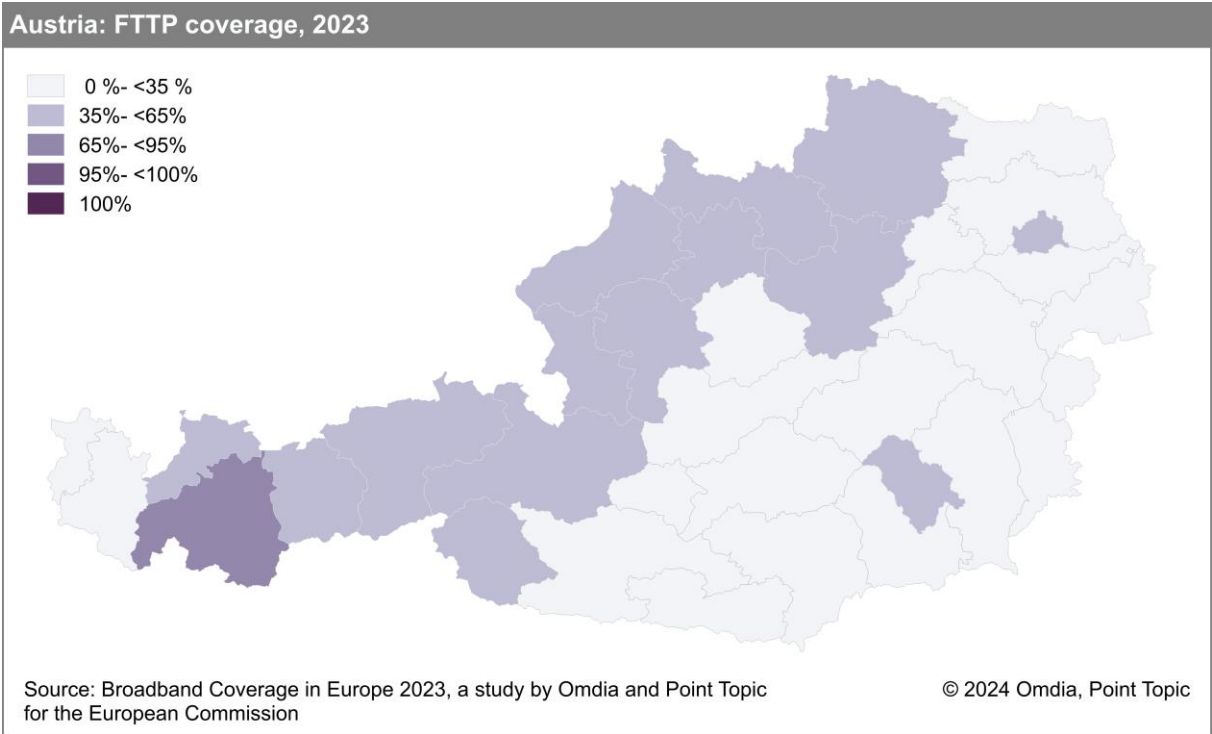 Austria: FTTP coverage, 2023
0 %- <35 %
35%- <65%
65%- <95%
95%- <100%
100%
Source: Broadband Coverage in Europe 2023, a study by Omdia and Point Topic
for the European Commission
© 2024 Omdia, Point Topic